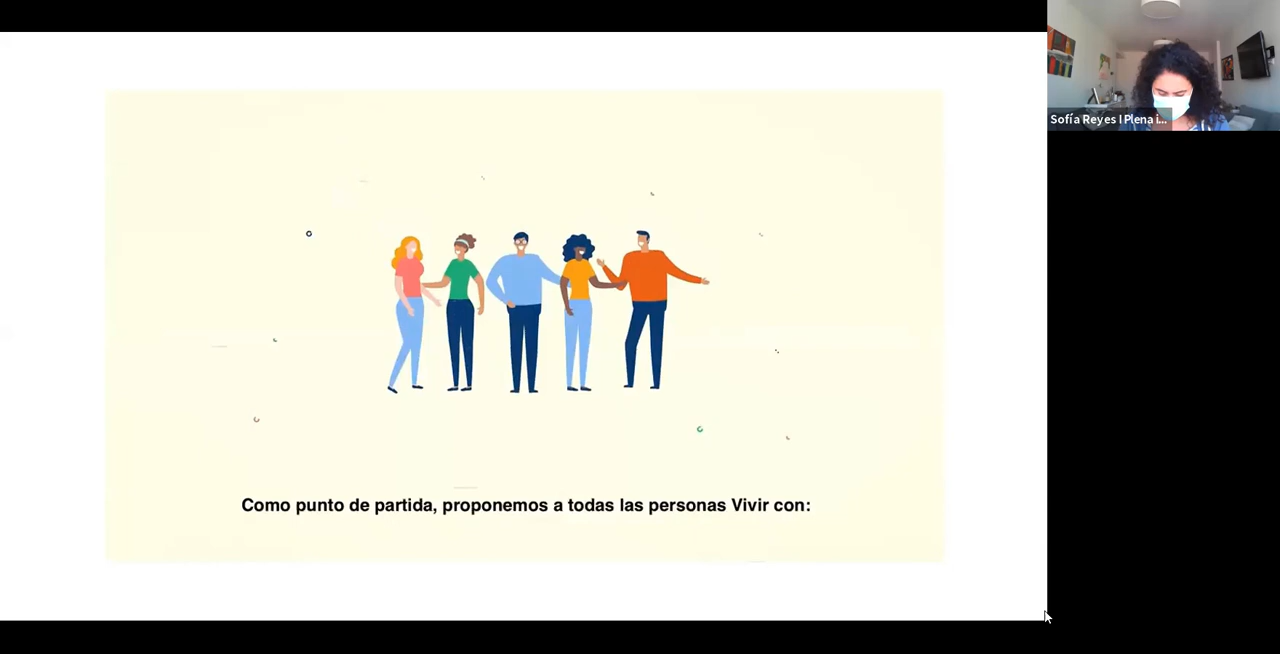 Sofía Reyes I Plena i...
Como punto de partida, proponemos a todas las personas Vivir con: